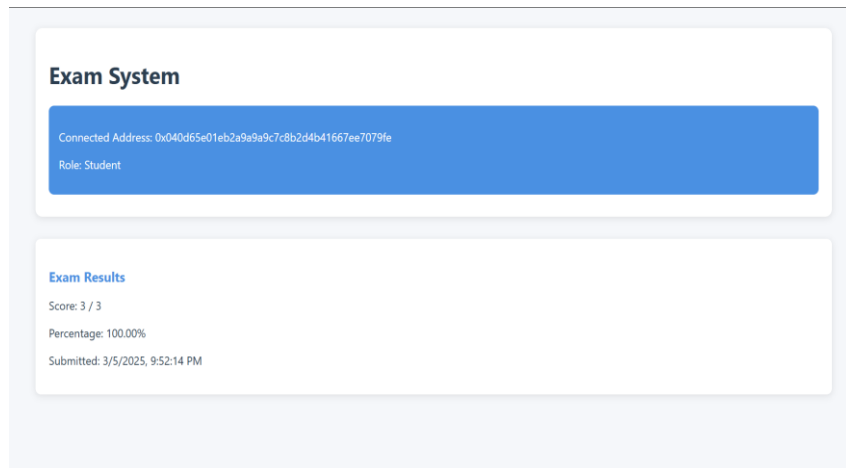 Exam System
Connected Address: 0x040d65e01eb2a9a9a9c7c8b2d4b41667ee7079fe
Role: Student
Exam Results
Score: 3 / 3
Percentage: 100.00%
Submitted: 3/5/2025, 9:52:14 PM